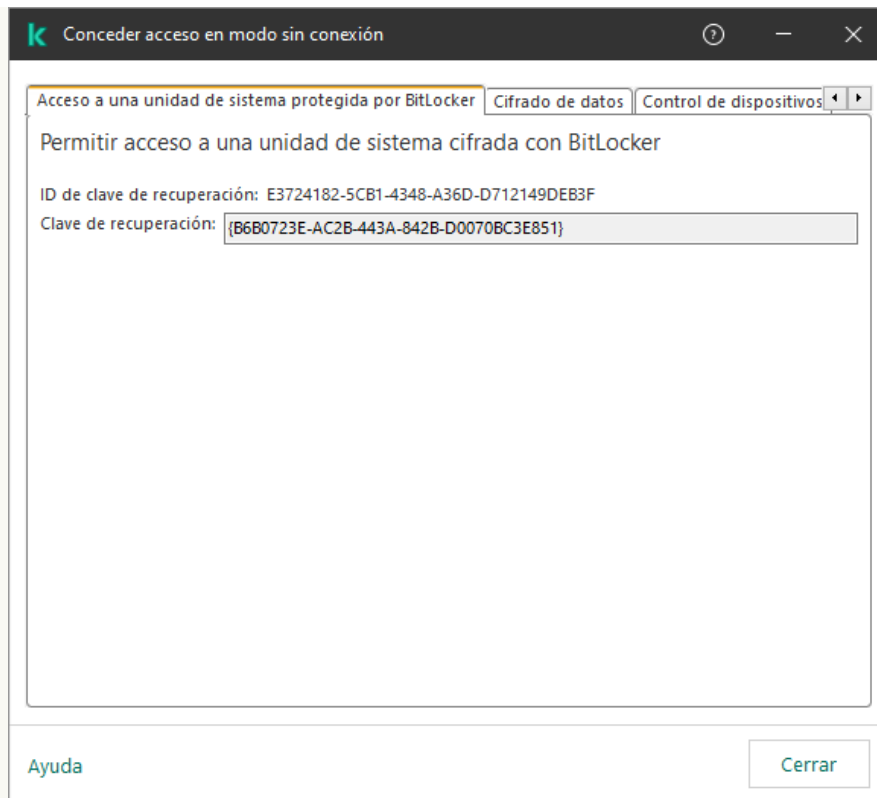 Conceder acceso en modo sin conexión
Acceso a una unidad de sistema protegida por BitLocker Cifrado de datos Control de dispositivos
Permitir acceso a una unidad de sistema cifrada con BitLocker
ID de clave de recuperación: E3724182-5CB1-4348-A36D-D712149DEB3F
Clave de recuperación: {B6B0723E-AC2B-443A-842B-D0070BC3E851}
Ayuda Cerrar